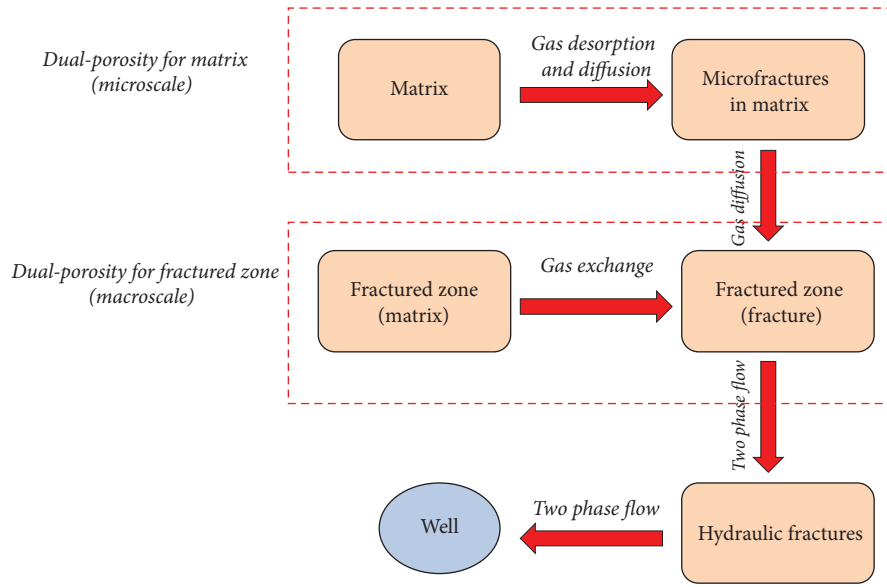 Dual-porosity for matrix
(microscale)
Matrix
Gas desorption
and diffusion
Microfractures
in matrix
Gas diffusion
Dual-porosity for fractured zone
(macroscale)
Fractured zone
(matrix)
Gas exchange
Fractured zone
(fracture)
Two phase flow
Well
Two phase flow
Hydraulic fractures